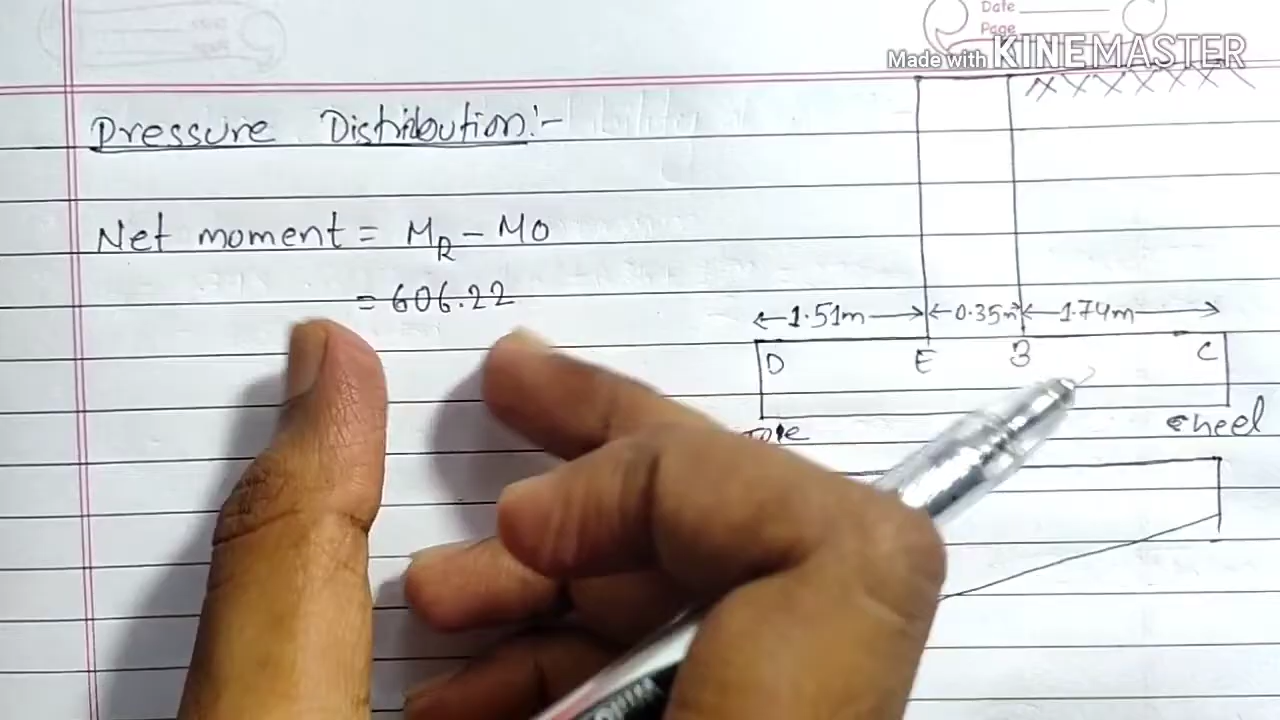 Date
Page
Made with KINEMASTER
Pressure Distribution:-
Net moment = MR - MO
= 606.22
1.51m 0.35m 1.74m
D E B C
Toe heel